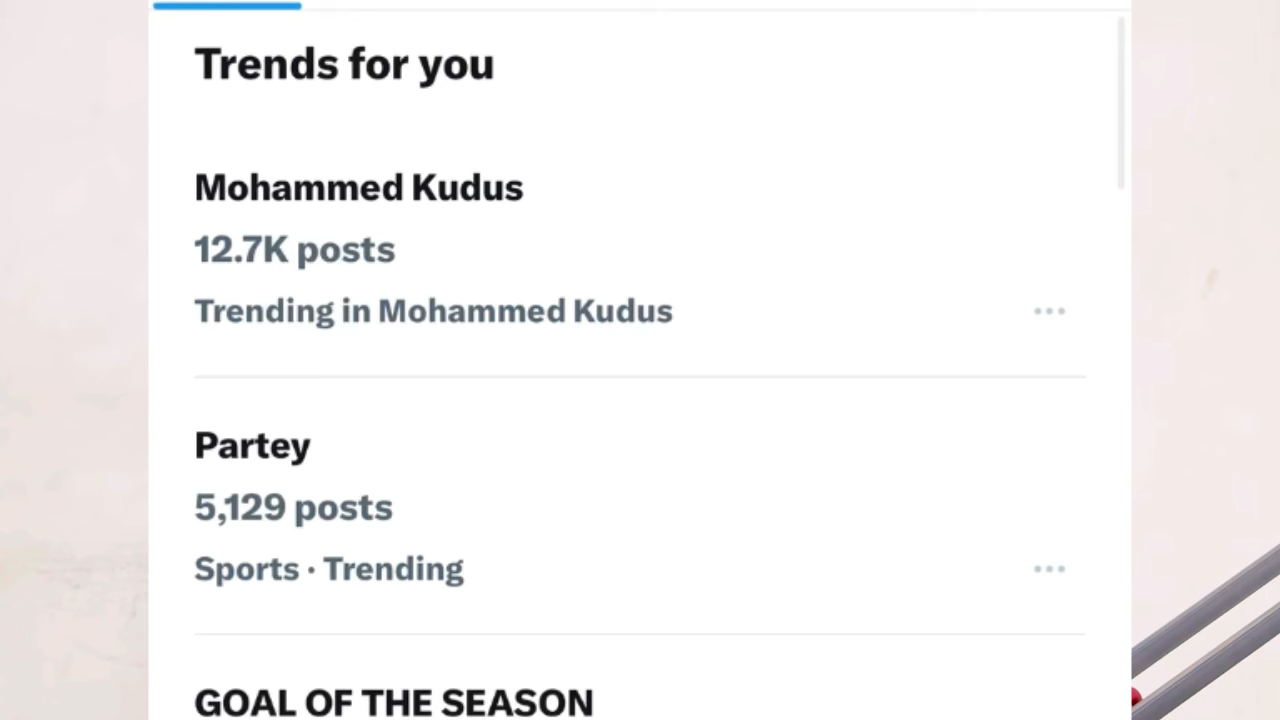 Trends for you
Mohammed Kudus
12.7K posts
Trending in Mohammed Kudus
Partey
5,129 posts
Sports · Trending
GOAL OF THE SEASON